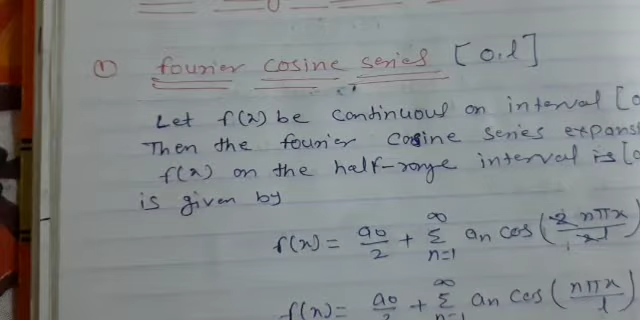 ① fourier cosine series [0,l]
Let f(x) be continuous on interval [0
Then the fourier cosine series expans
f(x) on the half-range interval is [0
is given by
f(x) = a0/2 + ∞ Σ n=1 an cos (2nπx/2l)
f(x) = a0/2 + ∞ Σ n=1 an cos (nπx/l)